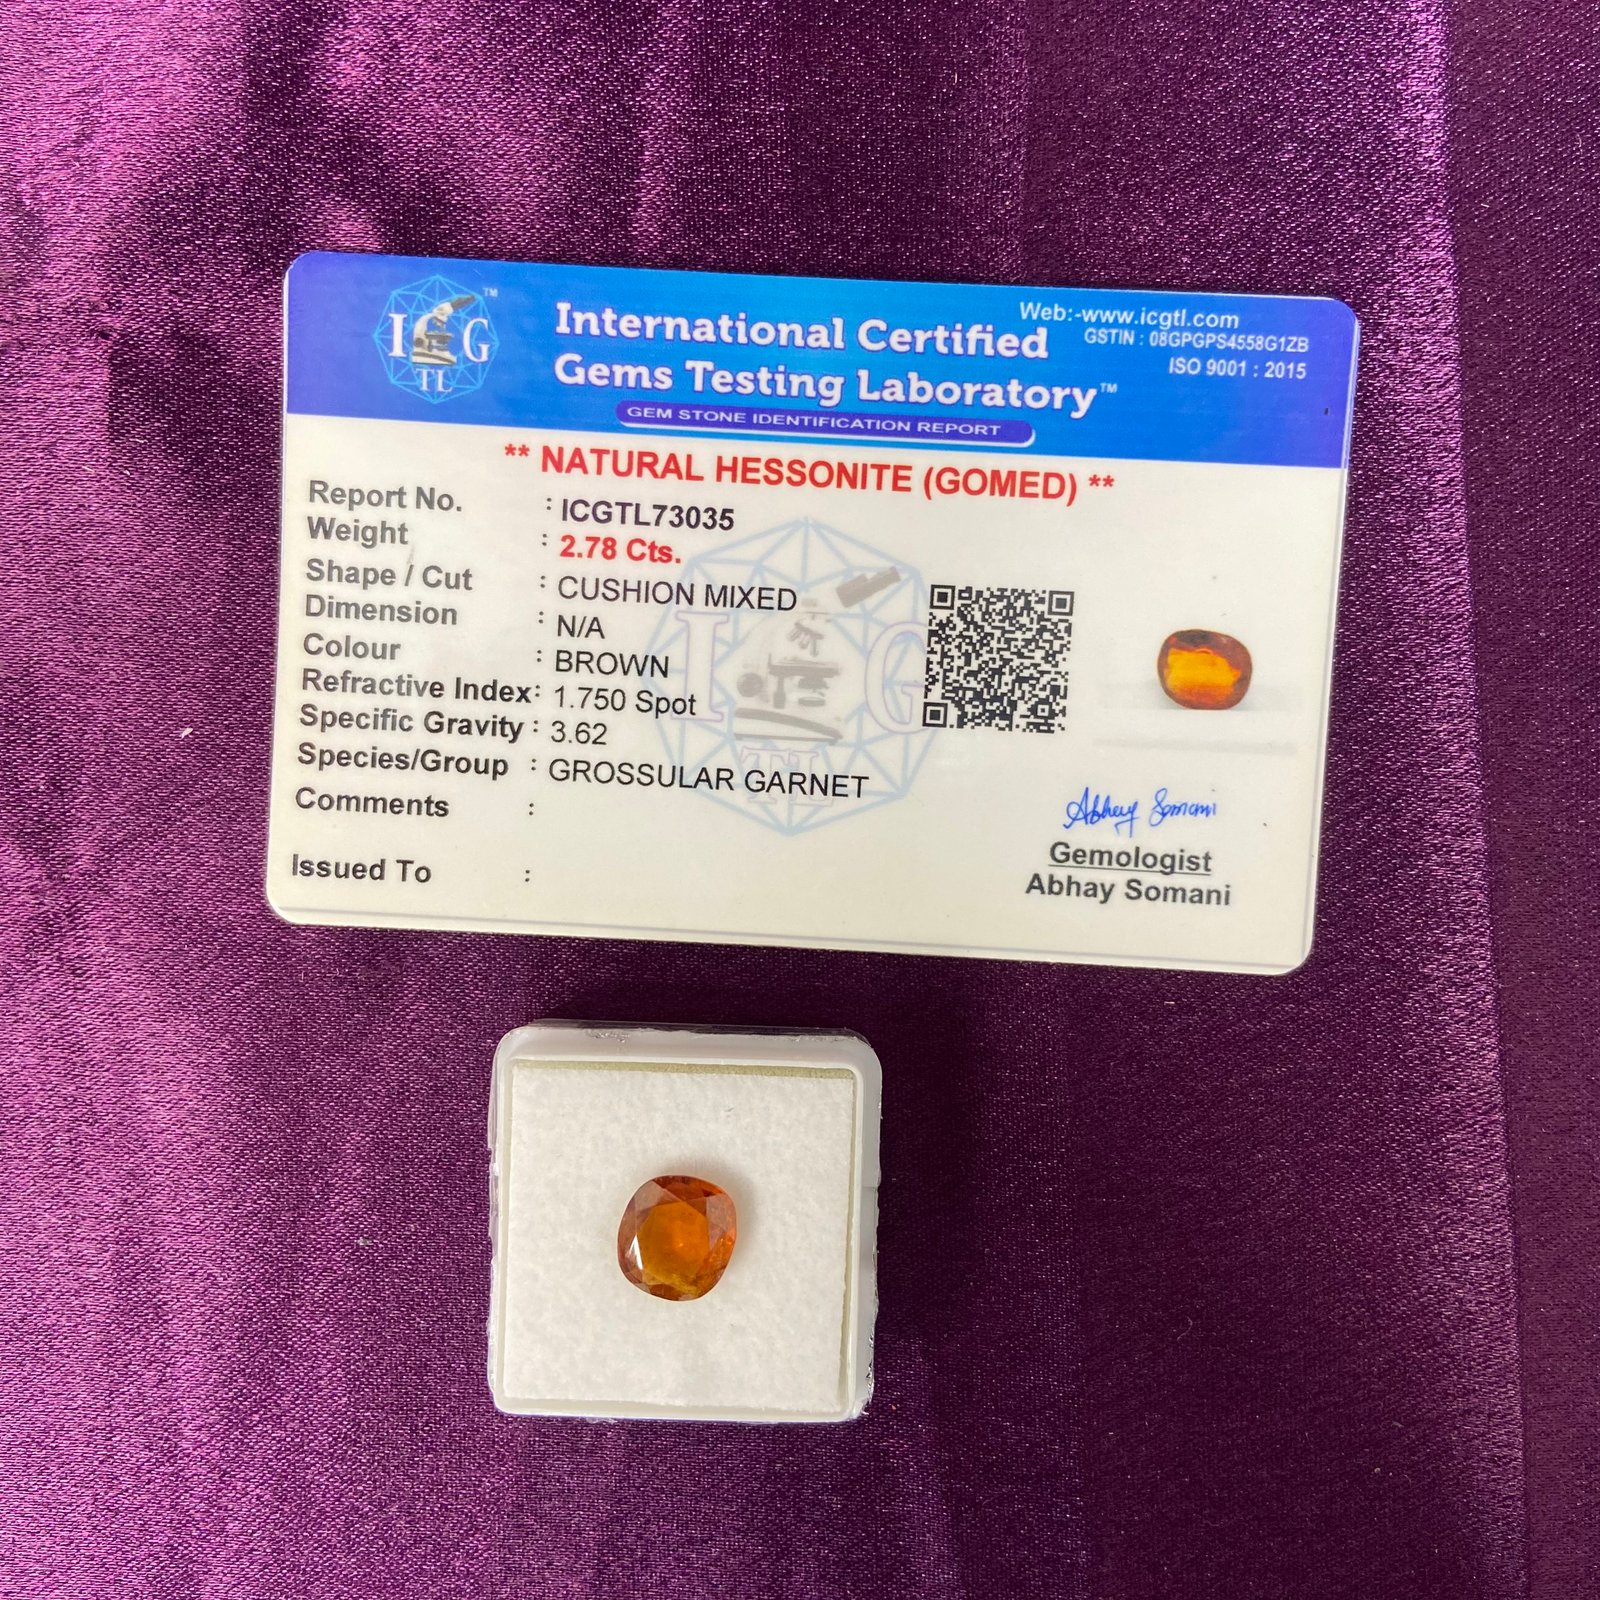 I G
TL
TM
International Certified
Gems Testing Laboratory™
GEM STONE IDENTIFICATION REPORT
Web:-www.icgtl.com
GSTIN : 08GPGPS4558G1ZB
ISO 9001 : 2015
** NATURAL HESSONITE (GOMED) **
Report No. : ICGTL73035
Weight : 2.78 Cts.
Shape / Cut : CUSHION MIXED
Dimension : N/A
Colour : BROWN
Refractive Index : 1.750 Spot
Specific Gravity : 3.62
Species/Group : GROSSULAR GARNET
Comments :
Issued To :
I G
TL
Abhay Somani
Gemologist
Abhay Somani